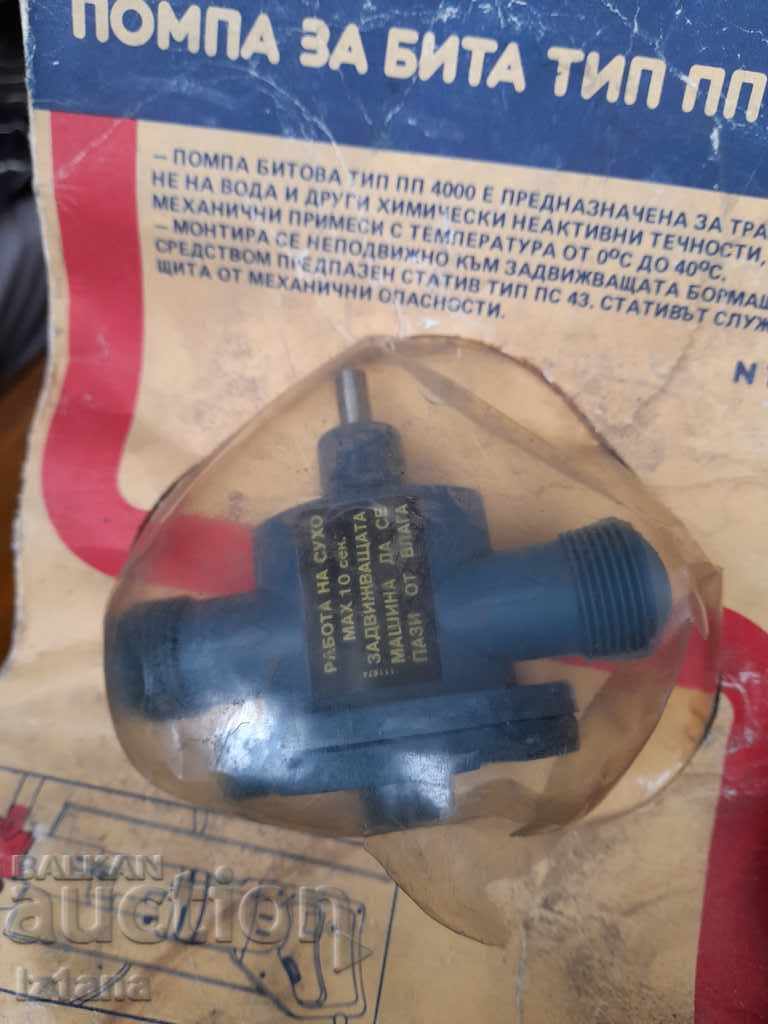 ПОМПА ЗА БИТА ТИП ПП
– ПОМПА БИТОВА ТИП ПП 4000 Е ПРЕДНАЗНАЧЕНА ЗА ТРА
НЕ НА ВОДА И ДРУГИ ХИМИЧЕСКИ НЕАКТИВНИ ТЕЧНОСТИ,
МЕХАНИЧНИ ПРИМЕСИ С ТЕМПЕРАТУРА ОТ 0°С ДО 40°С.
– МОНТИРА СЕ НЕПОДВИЖНО КЪМ ЗАДВИЖВАЩАТА БОРМАШ
СРЕДСТВОМ ПРЕДПАЗЕН СТАТИВ ТИП ПС 43. СТАТИВЪТ СЛУЖ
ЩИТА ОТ МЕХАНИЧНИ ОПАСНОСТИ.
N
РАБОТА НА СУХО
МАХ 10 сек.
ЗАДВИЖВАЩАТА
МАШИНА ДА СЕ
ПАЗИ ОТ ВЛАГА
BALKAN
auction
iz1ana